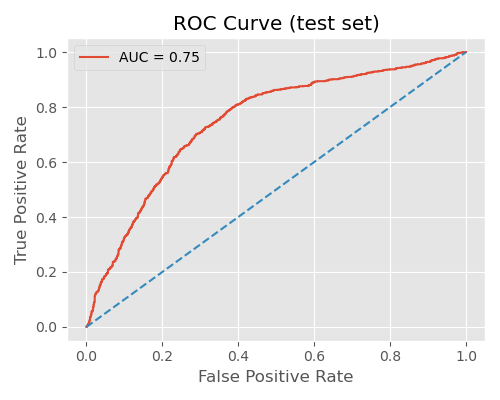 ROC Curve (test set)
AUC = 0.75
True Positive Rate
1.0
0.8
0.6
0.4
0.2
0.0
0.0 0.2 0.4 0.6 0.8 1.0
False Positive Rate